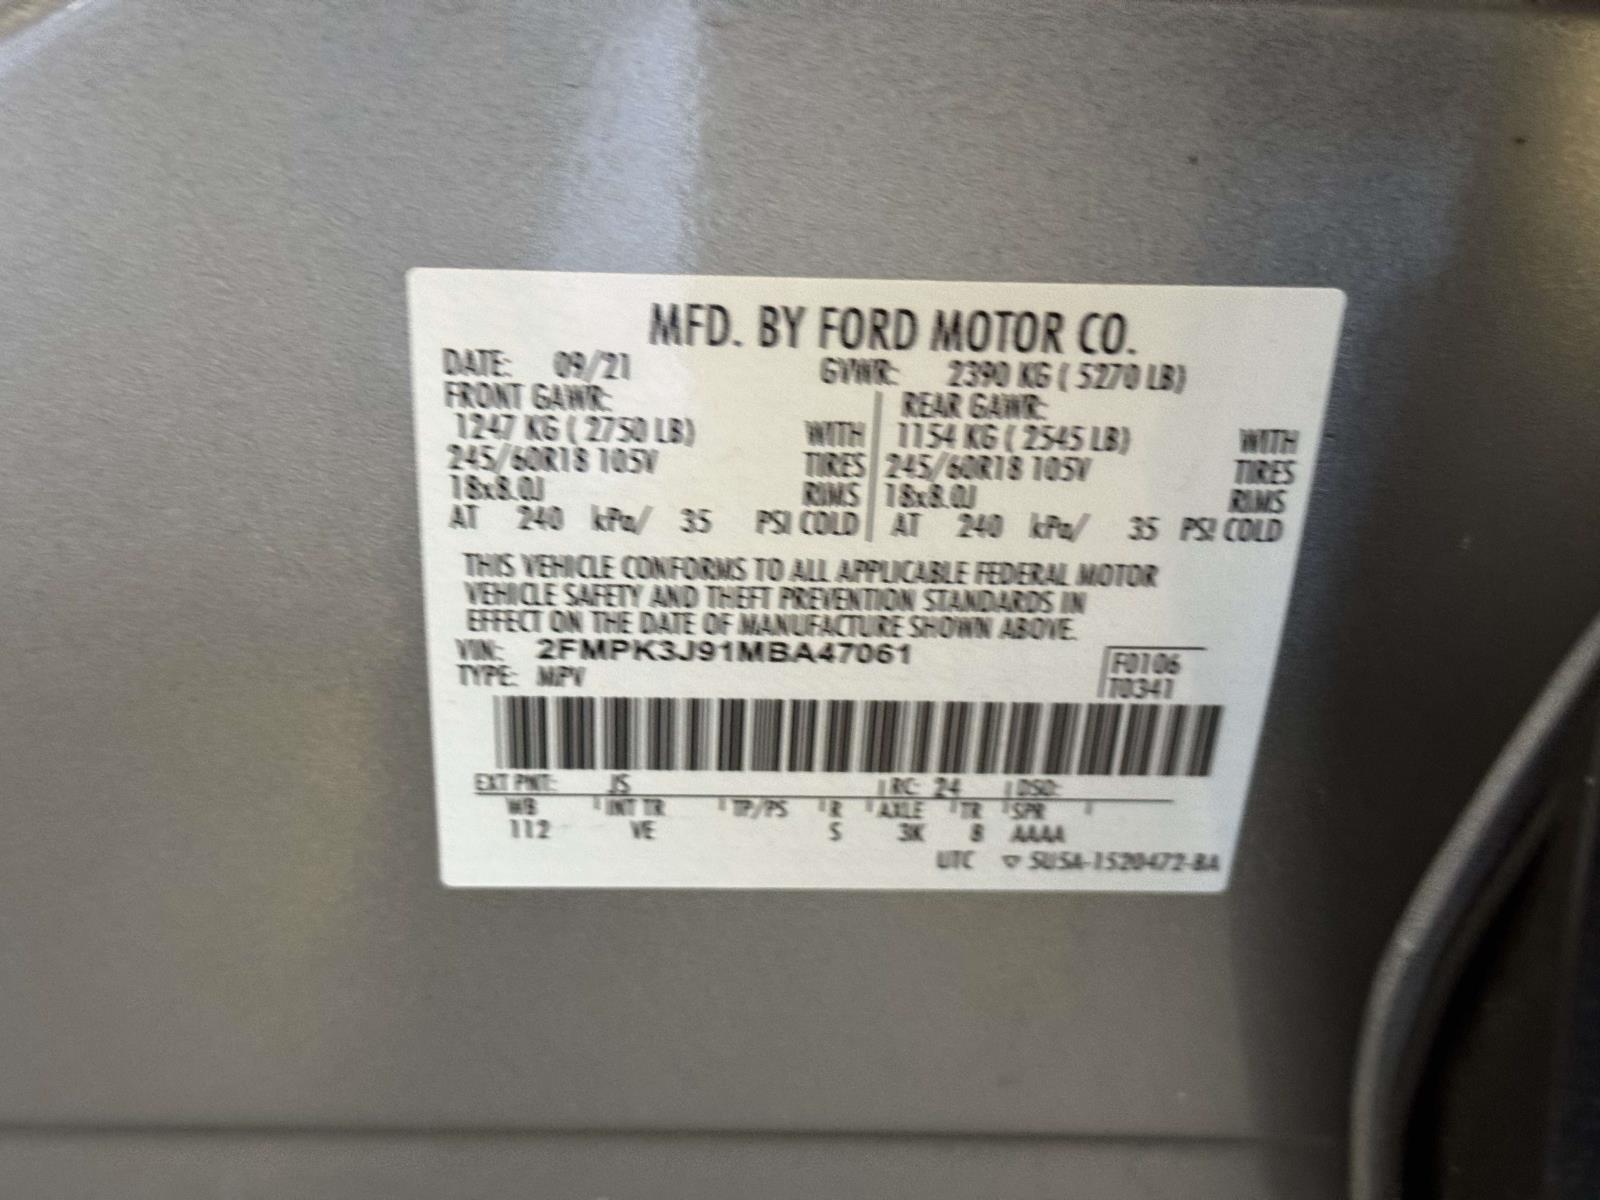 MFD. BY FORD MOTOR CO.
DATE: 09/21 GVWR: 2390 KG ( 5270 LB)
FRONT GAWR: REAR GAWR:
1247 KG ( 2750 LB) WITH 1154 KG ( 2545 LB) WITH
245/60R18 105V TIRES 245/60R18 105V TIRES
18x8.0J RIMS 18x8.0J RIMS
AT 240 kPa/ 35 PSI COLD AT 240 kPa/ 35 PSI COLD
THIS VEHICLE CONFORMS TO ALL APPLICABLE FEDERAL MOTOR
VEHICLE SAFETY AND THEFT PREVENTION STANDARDS IN
EFFECT ON THE DATE OF MANUFACTURE SHOWN ABOVE.
VIN: 2FMPK3J91MBA47061
TYPE: MPV
F0106
T0341
EXT PNT: JS RC: 24 DSO:
WB INT TR TP/PS R AXLE TR SPR
112 VE S 3K 8 AAAA
UTC ▽ 5U5A-1520472-BA